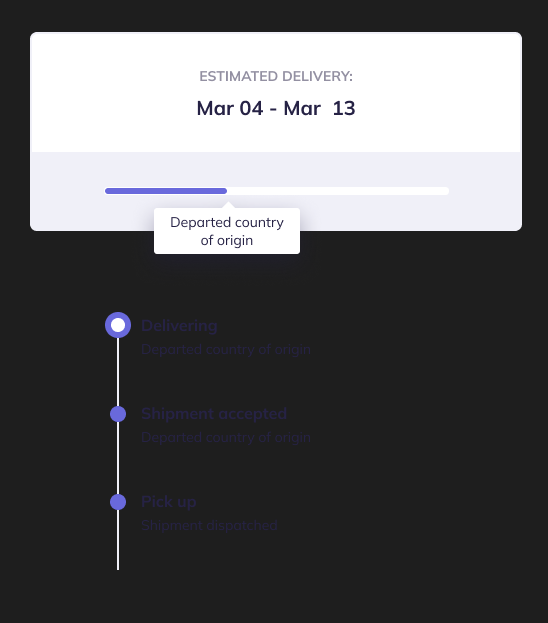 ESTIMATED DELIVERY:
Mar 04 - Mar  13
Departed country
of origin
Delivering
Departed country of origin
Shipment accepted
Departed country of origin
Pick up
Shipment dispatched